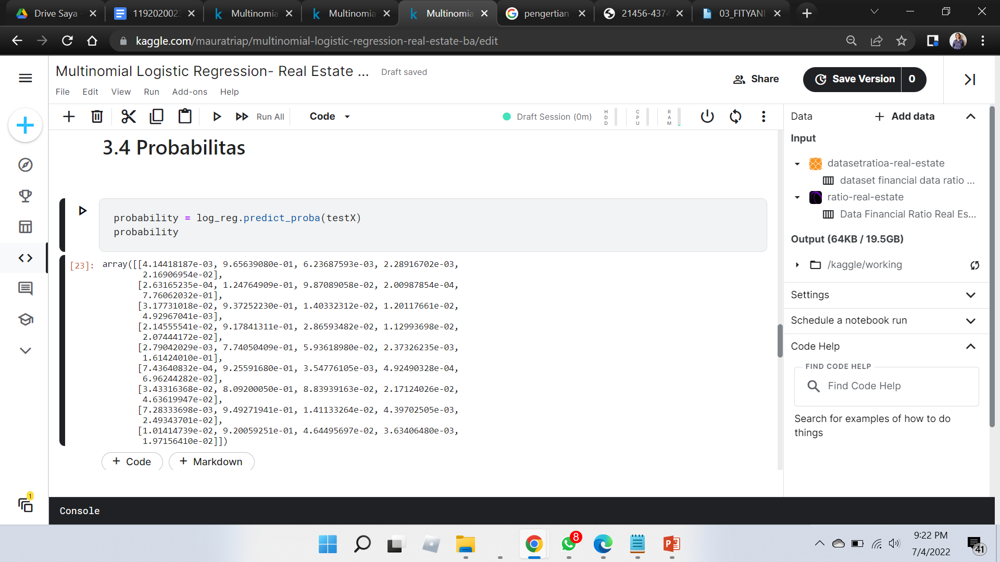 Drive Saya -
1192020023
Multinomia
Multinomia
Multinomia
pengertian
21456-4374
03_FITYANI
kaggle.com/mauratriap/multinomial-logistic-regression-real-estate-ba/edit
Multinomial Logistic Regression- Real Estate ...
Draft saved
Share
Save Version
0
File Edit View Run Add-ons Help
Run All
Code
Draft Session (0m)
HDD
CPU
RAM
Data
+ Add data
Input
datasetratioa-real-estate
dataset financial data ratio ...
ratio-real-estate
Data Financial Ratio Real Es...
Output (64KB / 19.5GB)
/kaggle/working
Settings
Schedule a notebook run
Code Help
FIND CODE HELP
Find Code Help
Search for examples of how to do
things
3.4 Probabilitas
probability = log_reg.predict_proba(testX)
probability
[23]:
array([[4.14418187e-03, 9.65639080e-01, 6.23687593e-03, 2.28916702e-03,
2.16906954e-02],
[2.63165235e-04, 1.24764909e-01, 9.87089058e-02, 2.00987854e-04,
7.76062032e-01],
[3.17731018e-02, 9.37252230e-01, 1.40332312e-02, 1.20117661e-02,
4.92967041e-03],
[2.14555541e-02, 9.17841311e-01, 2.86593482e-02, 1.12993698e-02,
2.07444172e-02],
[2.79042029e-03, 7.74050409e-01, 5.93618980e-02, 2.37326235e-03,
1.61424010e-01],
[7.43640832e-04, 9.25591680e-01, 3.54776105e-03, 4.92490328e-04,
6.96244282e-02],
[3.43316368e-02, 8.09200050e-01, 8.83939163e-02, 2.17124026e-02,
4.63619947e-02],
[7.28333698e-03, 9.49271941e-01, 1.41133264e-02, 4.39702505e-03,
2.49343701e-02],
[1.01414739e-02, 9.20059251e-01, 4.64495697e-02, 3.63406480e-03,
1.97156410e-02]])
+ Code
+ Markdown
1
Console
8
9:22 PM
7/4/2022
41